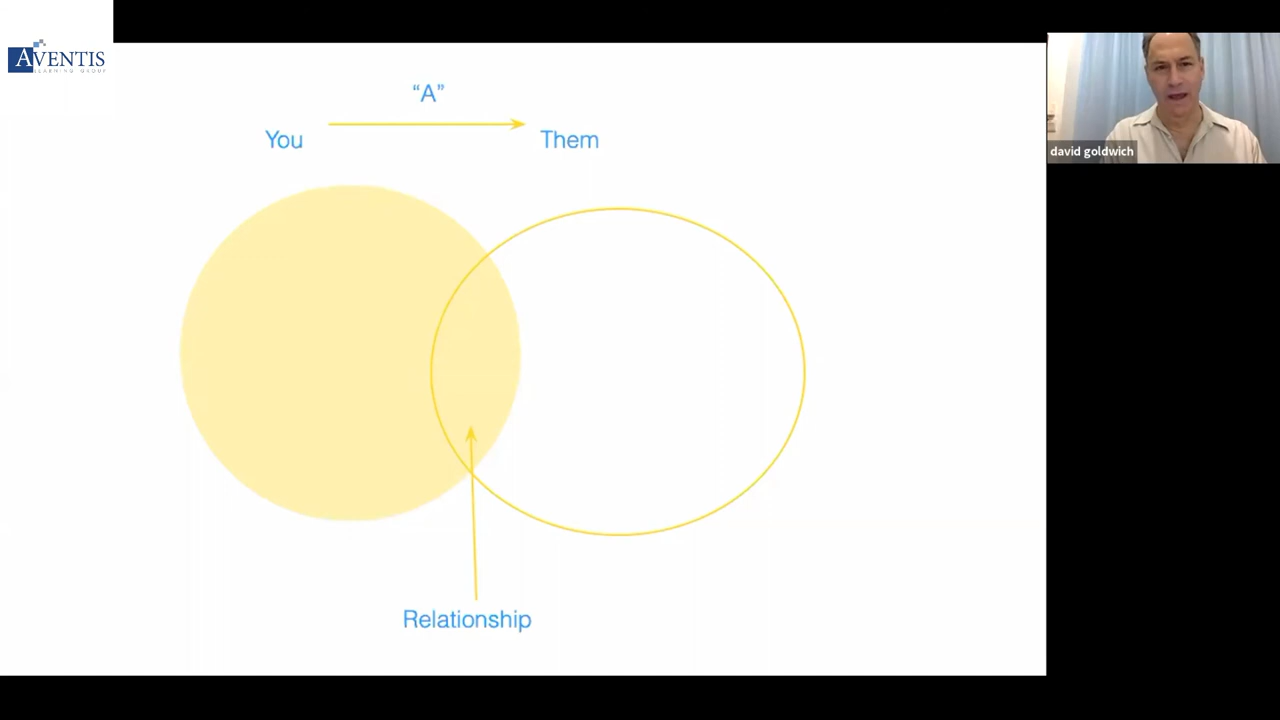 AVENTIS
LEARNING GROUP
“A”
You
Them
Relationship
david goldwich